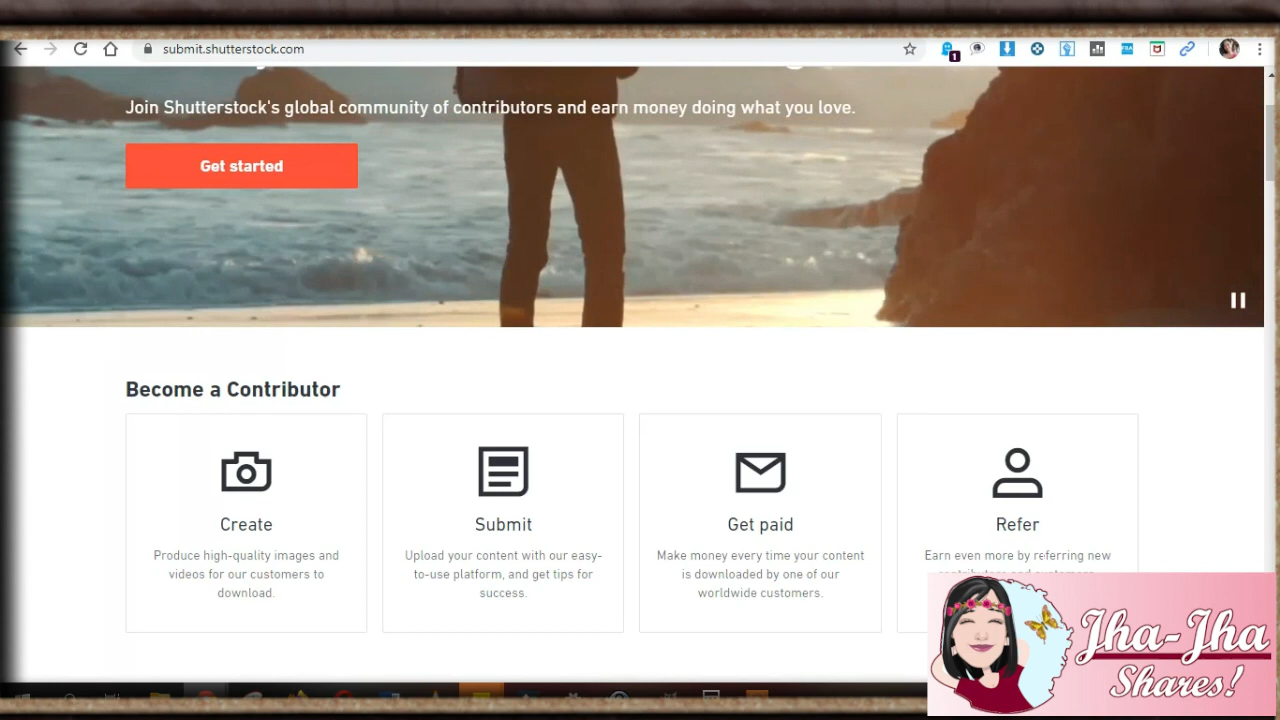 submit.shutterstock.com
1
Join Shutterstock's global community of contributors and earn money doing what you love.
Get started
Become a Contributor
Create
Produce high-quality images and
videos for our customers to
download.
Submit
Upload your content with our easy-
to-use platform, and get tips for
success.
Get paid
Make money every time your content
is downloaded by one of our
worldwide customers.
Refer
Earn even more by referring new
Jha-Jha
Shares!